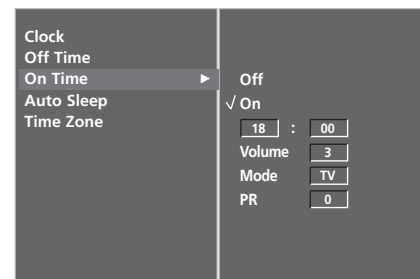 Clock
Off Time
On Time ►
Auto Sleep
Time Zone
Off
√ On
18 : 00
Volume 3
Mode TV
PR 0